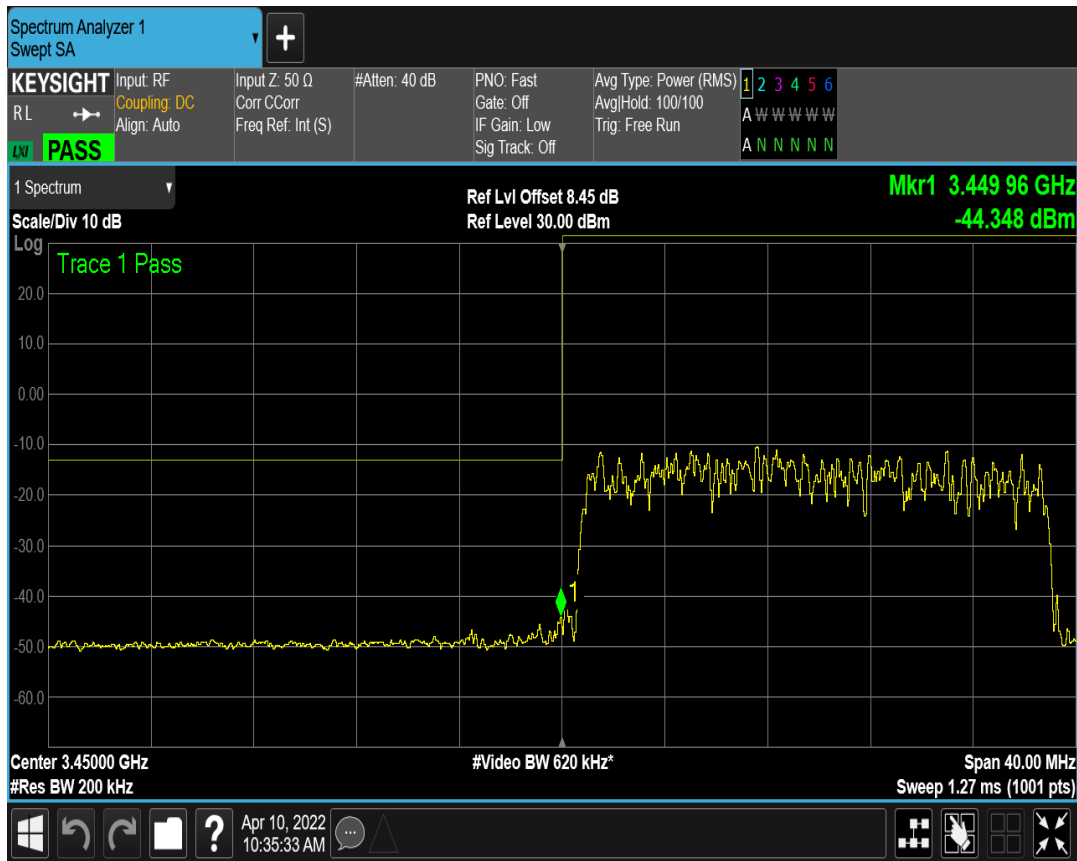 Spectrum Analyzer 1
Swept SA
KEYSIGHT
RL
LXI PASS
Input: RF
Coupling: DC
Align: Auto
Input Z: 50 Ω
Corr CCorr
Freq Ref: Int (S)
#Atten: 40 dB
PNO: Fast
Gate: Off
IF Gain: Low
Sig Track: Off
Avg Type: Power (RMS)
Avg|Hold: 100/100
Trig: Free Run
1 2 3 4 5 6
A W W W W W
A N N N N N
1 Spectrum
Scale/Div 10 dB
Ref Lvl Offset 8.45 dB
Ref Level 30.00 dBm
Mkr1 3.449 96 GHz
-44.348 dBm
Log
Trace 1 Pass
20.0
10.0
0.00
-10.0
-20.0
-30.0
-40.0
-50.0
-60.0
1
Center 3.45000 GHz
#Video BW 620 kHz*
Span 40.00 MHz
#Res BW 200 kHz
Sweep 1.27 ms (1001 pts)
?
Apr 10, 2022
10:35:33 AM